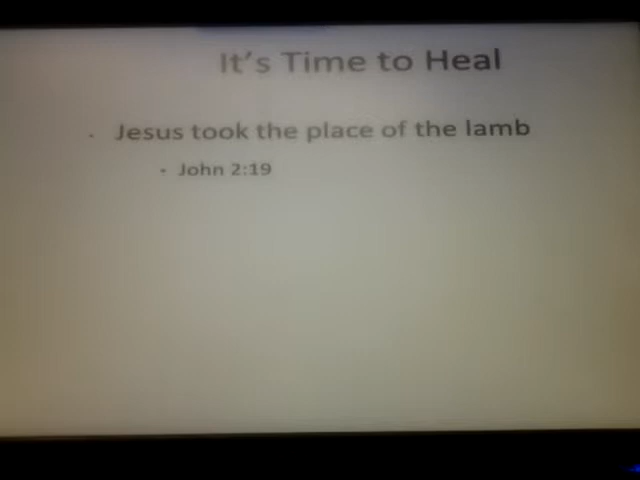 It's Time to Heal
• Jesus took the place of the lamb
• John 2:19